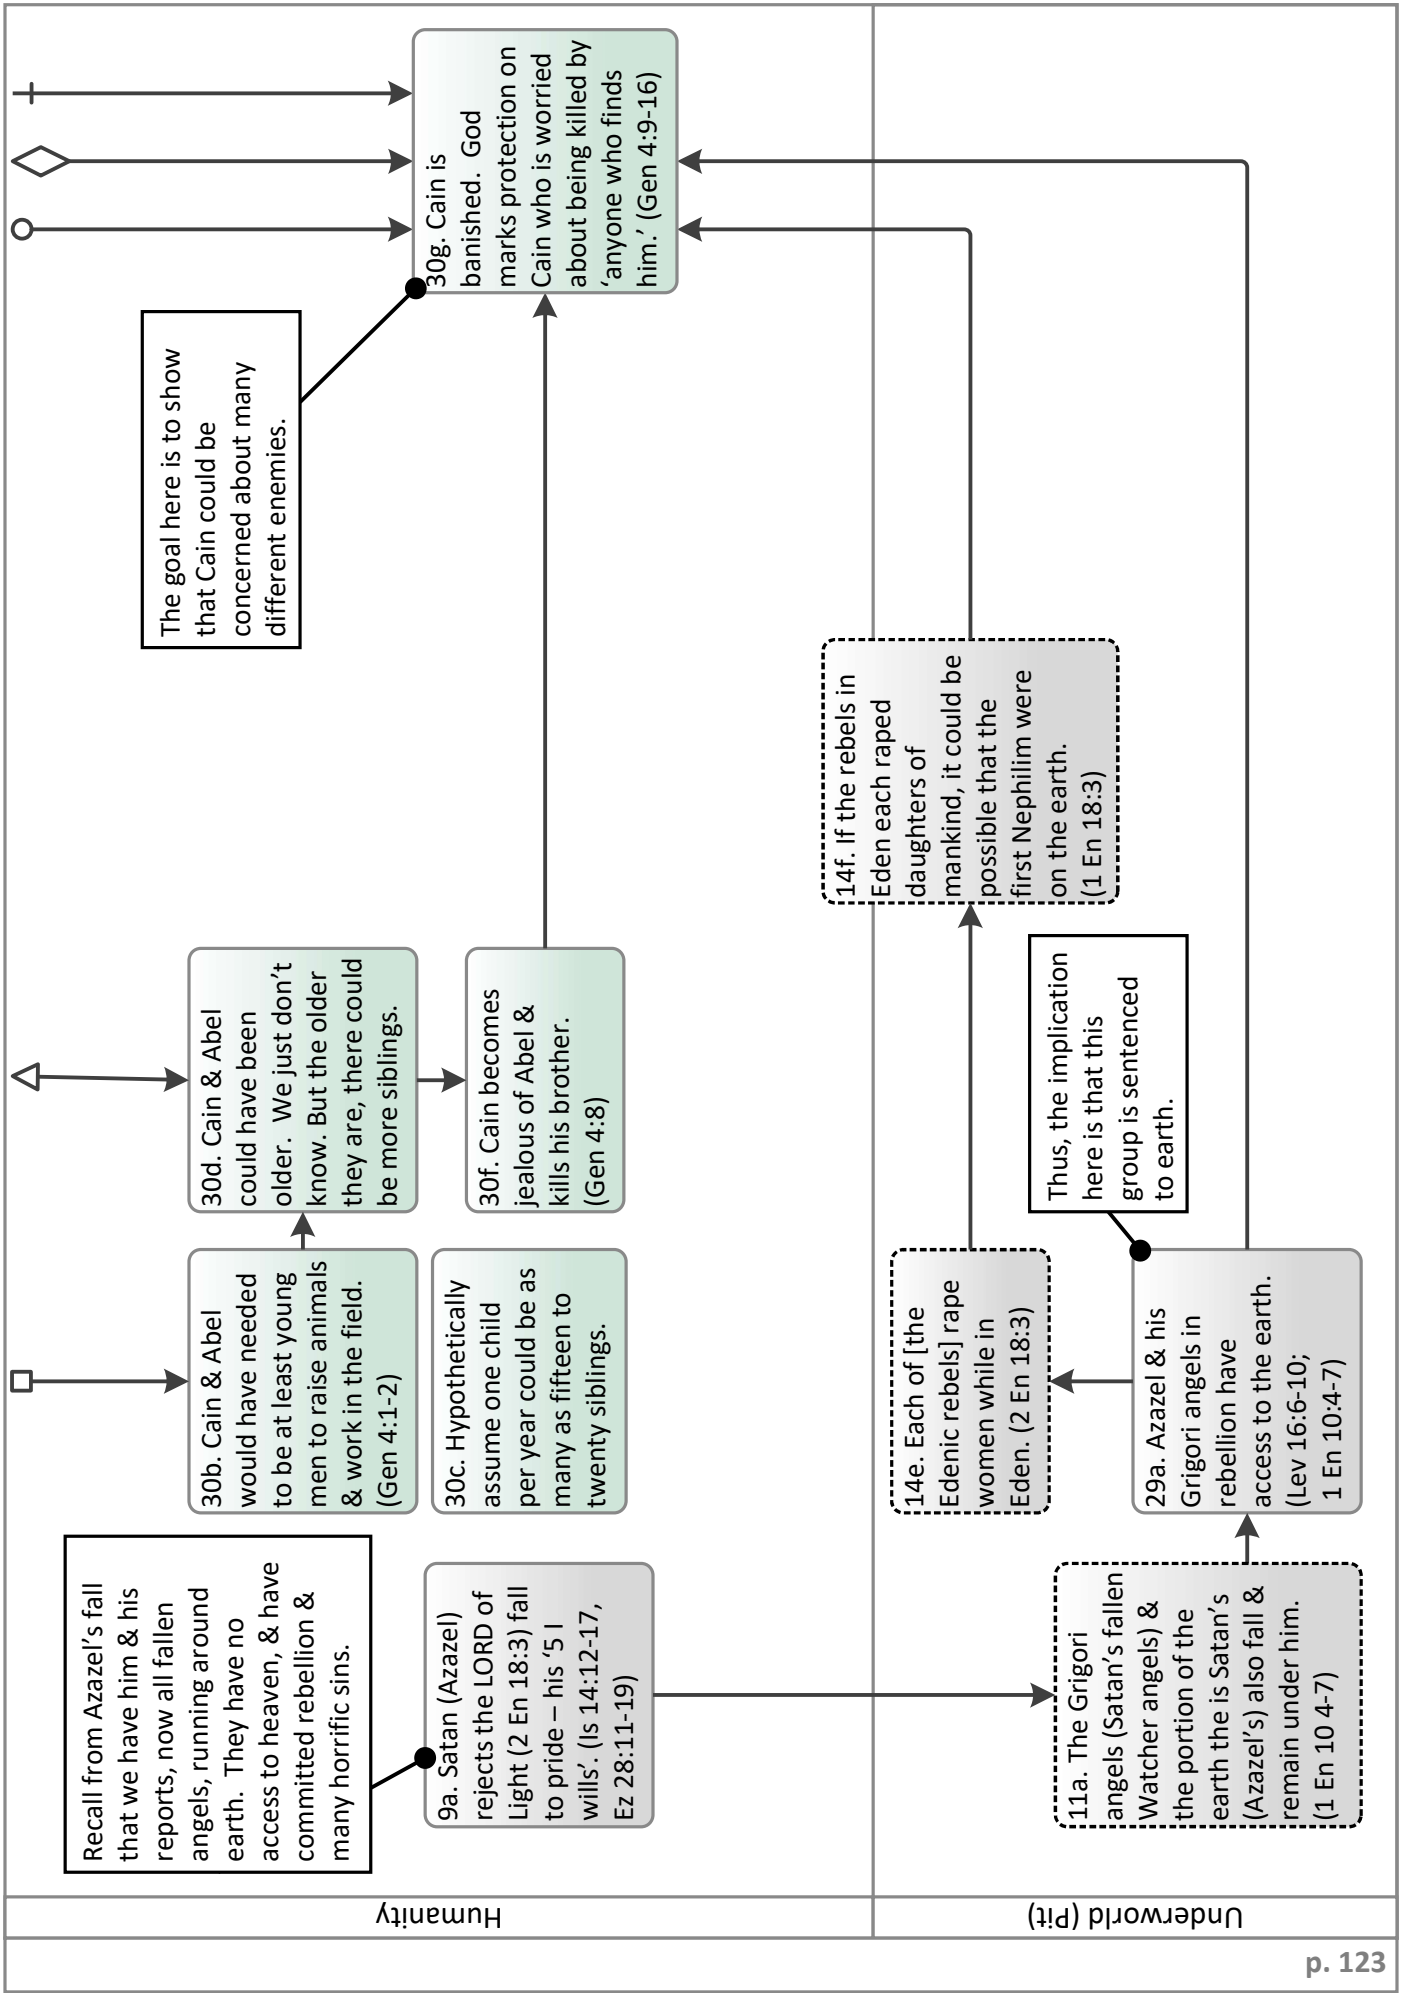 Humanity
Underworld (Pit)
Recall from Azazel’s fall
that we have him & his
reports, now all fallen
angels, running around
earth.  They have no
access to heaven, & have
committed rebellion &
many horrific sins.
9a. Satan (Azazel)
rejects the LORD of
Light (2 En 18:3) fall
to pride – his ‘5 I
wills’. (Is 14:12-17,
Ez 28:11-19)
30b. Cain & Abel
would have needed
to be at least young
men to raise animals
& work in the field.
(Gen 4:1-2)
30c. Hypothetically
assume one child
per year could be as
many as fifteen to
twenty siblings.
30d. Cain & Abel
could have been
older.  We just don’t
know. But the older
they are, there could
be more siblings.
30f. Cain becomes
jealous of Abel &
kills his brother.
(Gen 4:8)
The goal here is to show
that Cain could be
concerned about many
different enemies.
30g. Cain is
banished.  God
marks protection on
Cain who is worried
about being killed by
‘anyone who finds
him.’ (Gen 4:9-16)
11a. The Grigori
angels (Satan’s fallen
Watcher angels) &
the portion of the
earth the is Satan’s
(Azazel’s) also fall &
remain under him.
(1 En 10 4-7)
14e. Each of [the
Edenic rebels] rape
women while in
Eden. (2 En 18:3)
29a. Azazel & his
Grigori angels in
rebellion have
access to the earth.
(Lev 16:6-10;
1 En 10:4-7)
Thus, the implication
here is that this
group is sentenced
to earth.
14f. If the rebels in
Eden each raped
daughters of
mankind, it could be
possible that the
first Nephilim were
on the earth.
(1 En 18:3)
p. 123